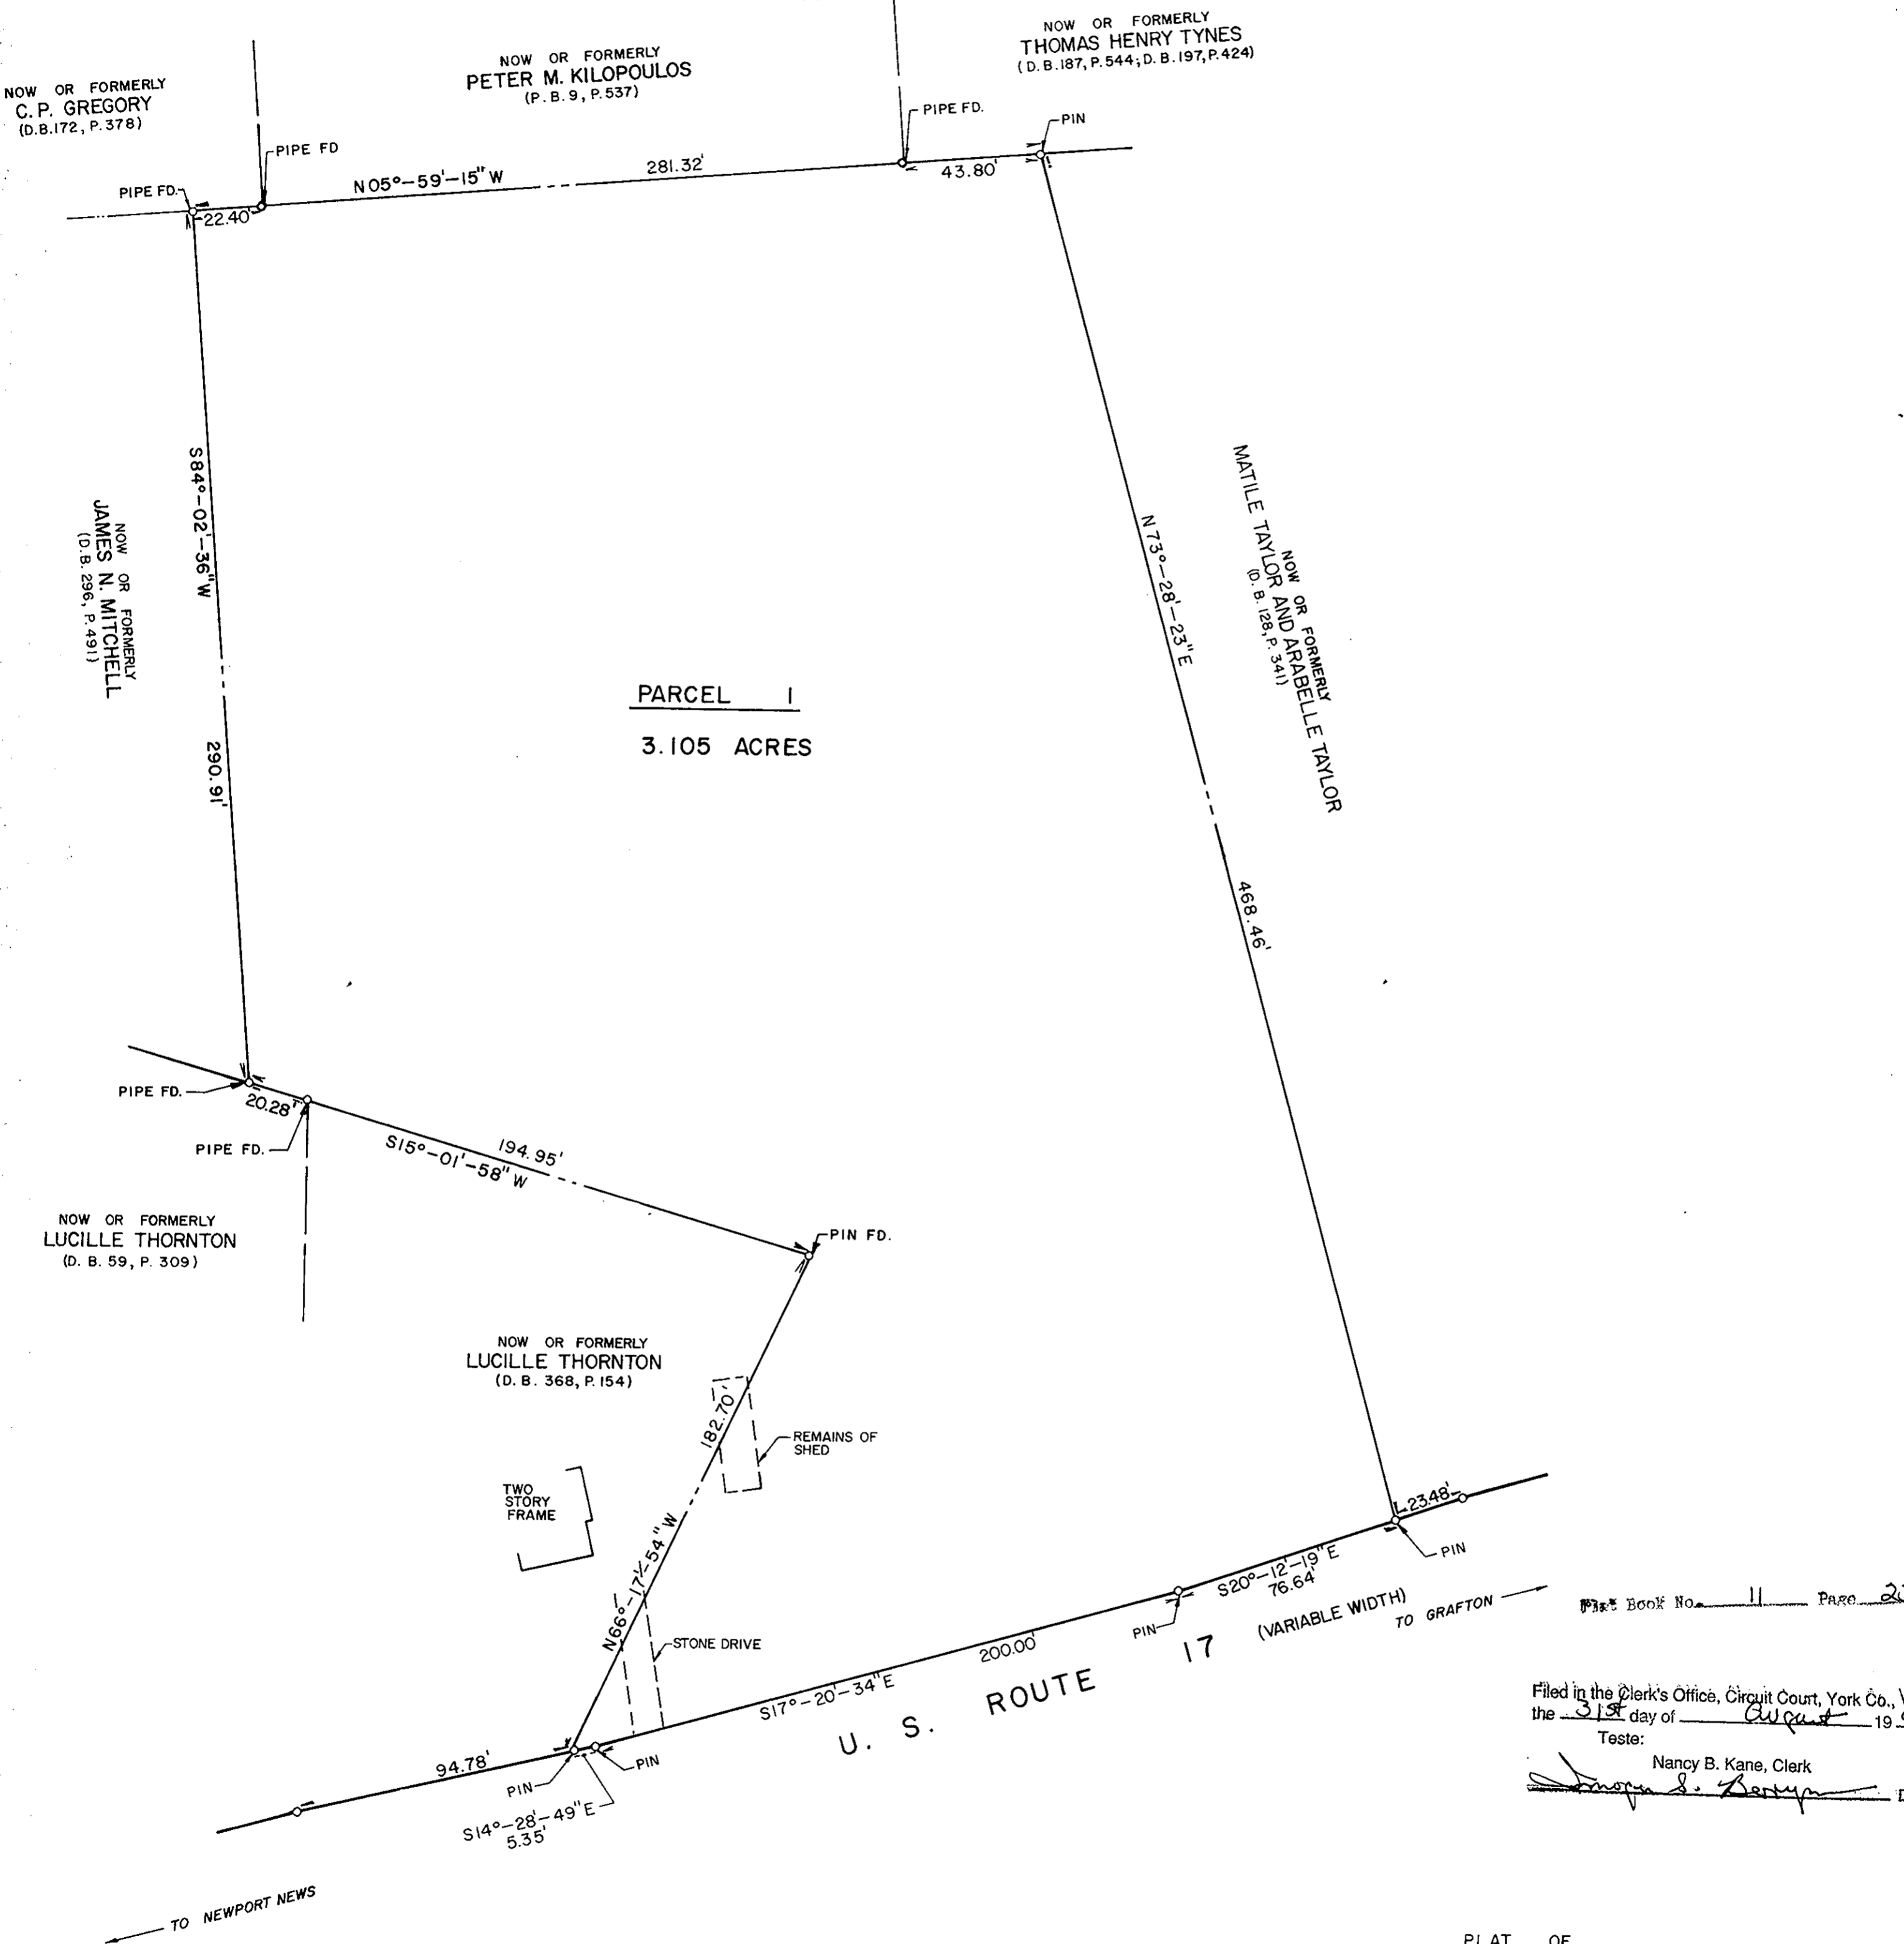 NOW OR FORMERLY
C.P. GREGORY
(D.B.172, P.378)
NOW OR FORMERLY
PETER M. KILOPOULOS
(P.B.9, P.537)
NOW OR FORMERLY
THOMAS HENRY TYNES
(D.B.187, P.544; D.B.197, P.424)
PIPE FD.
PIPE FD
PIPE FD.
PIN
22.40'
N05°-59'-15"W
281.32'
43.80'
S84°-02'-36"W
290.91'
NOW OR FORMERLY
JAMES N. MITCHELL
(D.B. 296, P.491)
N73°-28'-23"E
468.46'
NOW OR FORMERLY
MATILE TAYLOR AND ARABELLE TAYLOR
(D.B. 128, P. 341)
PARCEL 1
3.105 ACRES
PIPE FD.
20.28'
PIPE FD.
194.95'
S15°-01'-58"W
PIN FD.
NOW OR FORMERLY
LUCILLE THORNTON
(D.B. 59, P. 309)
NOW OR FORMERLY
LUCILLE THORNTON
(D.B. 368, P.154)
182.70'
REMAINS OF
SHED
TWO
STORY
FRAME
N66°-17'-54"W
STONE DRIVE
23.48'
PIN
S20°-12'-19"E
76.64'
PIN
200.00'
S17°-20'-34"E
U. S. ROUTE 17 (VARIABLE WIDTH)
TO GRAFTON
94.78'
PIN
PIN
S14°-28'-49"E
5.35'
TO NEWPORT NEWS
Plat Book No. 11 Page
Filed in the Clerk's Office, Circuit Court, York Co.,
the 31st day of August 19
Teste:
Nancy B. Kane, Clerk
PLAT OF